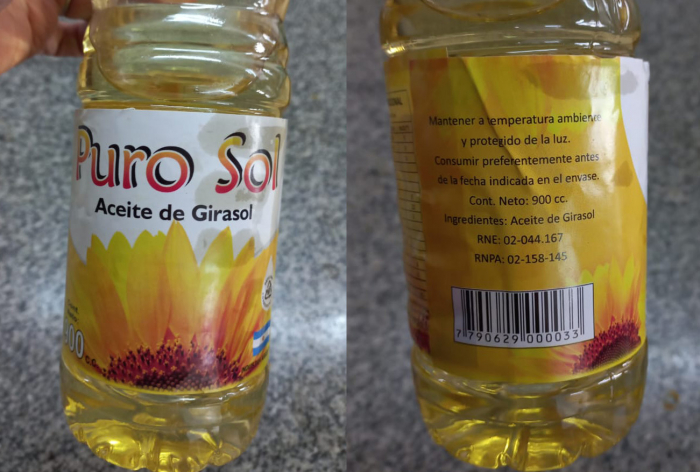 Puro Sol
Aceite de Girasol
Mantener a temperatura ambiente
y protegido de la luz.
Consumir preferentemente antes
de la fecha indicada en el envase.
Cont. Neto: 900 cc.
Ingredientes: Aceite de Girasol
RNE: 02-044.167
RNPA: 02-158-145
7 790629 000033